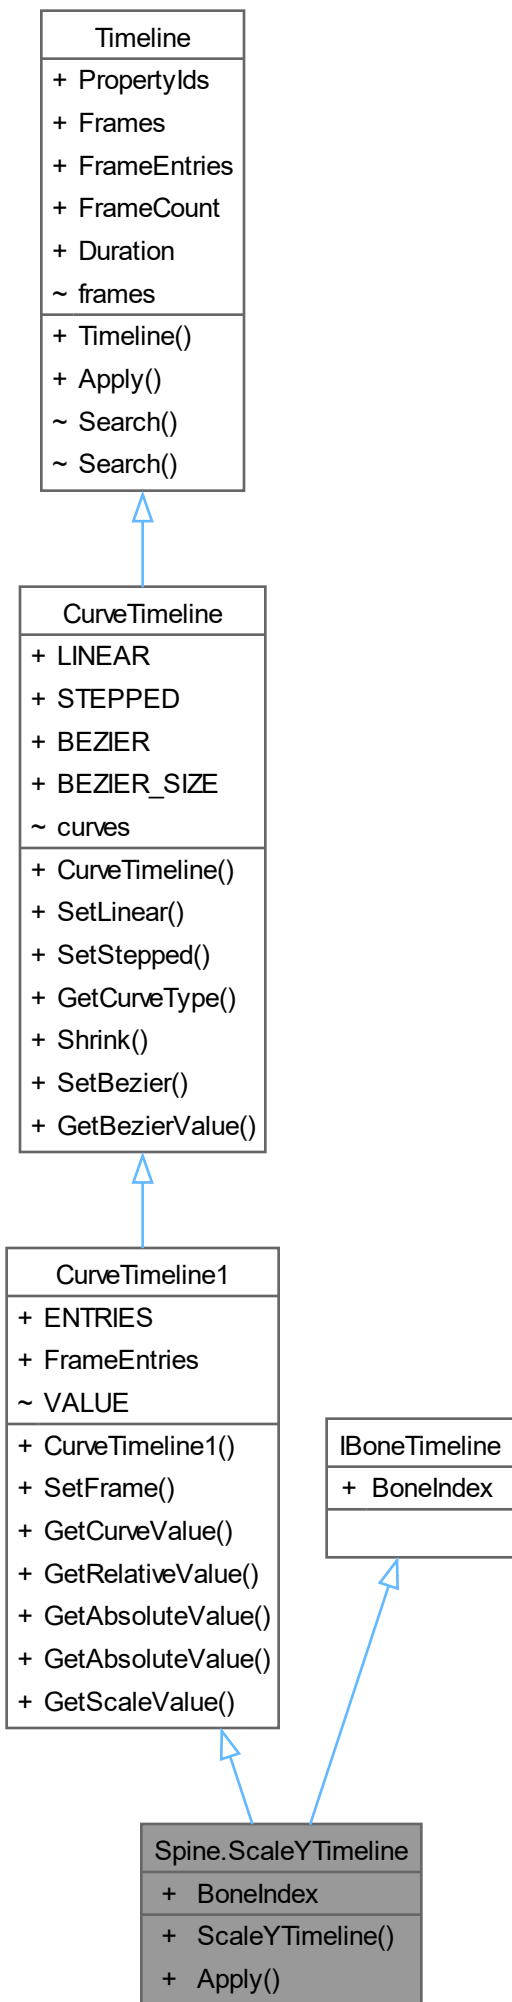 Timeline
+ PropertyIds
+ Frames
+ FrameEntries
+ FrameCount
+ Duration
~ frames
+ Timeline()
+ Apply()
~ Search()
~ Search()
CurveTimeline
+ LINEAR
+ STEPPED
+ BEZIER
+ BEZIER_SIZE
~ curves
+ CurveTimeline()
+ SetLinear()
+ SetStepped()
+ GetCurveType()
+ Shrink()
+ SetBezier()
+ GetBezierValue()
CurveTimeline1
+ ENTRIES
+ FrameEntries
~ VALUE
+ CurveTimeline1()
+ SetFrame()
+ GetCurveValue()
+ GetRelativeValue()
+ GetAbsoluteValue()
+ GetAbsoluteValue()
+ GetScaleValue()
IBoneTimeline
+ BoneIndex
Spine.ScaleYTimeline
+ BoneIndex
+ ScaleYTimeline()
+ Apply()